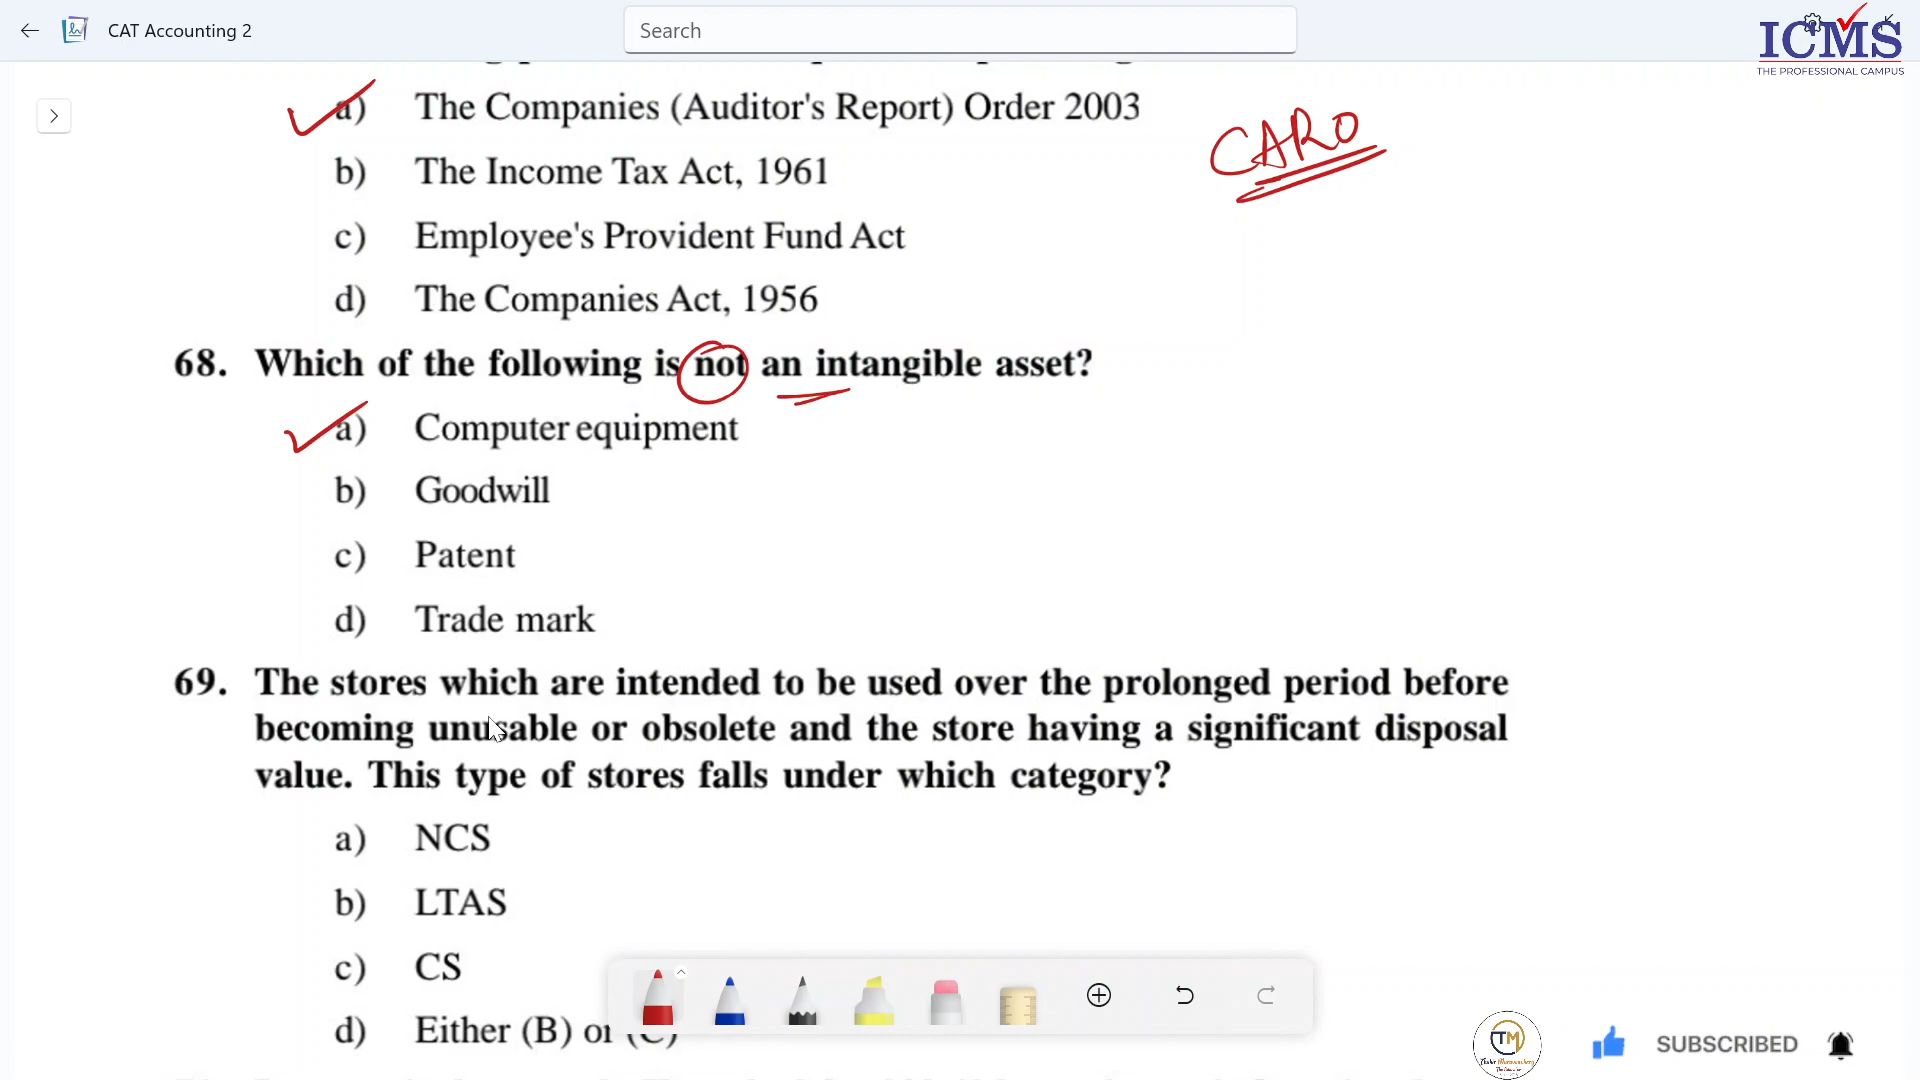 CAT Accounting 2
Search
ICMS
THE PROFESSIONAL CAMPUS
a) The Companies (Auditor's Report) Order 2003
CARO
b) The Income Tax Act, 1961
c) Employee's Provident Fund Act
d) The Companies Act, 1956
68. Which of the following is not an intangible asset?
a) Computer equipment
b) Goodwill
c) Patent
d) Trade mark
69. The stores which are intended to be used over the prolonged period before
becoming unusable or obsolete and the store having a significant disposal
value. This type of stores falls under which category?
a) NCS
b) LTAS
c) CS
d) Either (B) or (C)
TM
SUBSCRIBED